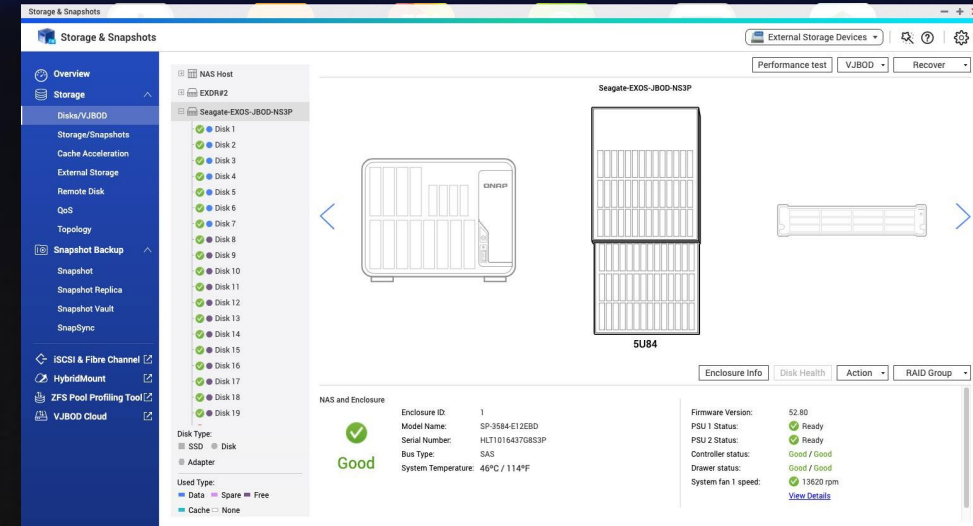 Storage & Snapshots
Storage & Snapshots
External Storage Devices
Overview
Storage
Disks/VJBOD
Storage/Snapshots
Cache Acceleration
External Storage
Remote Disk
QoS
Topology
Snapshot Backup
Snapshot
Snapshot Replica
Snapshot Vault
SnapSync
iSCSI & Fibre Channel
HybridMount
ZFS Pool Profiling Tool
VJBOD Cloud
NAS Host
EXDR#2
Seagate-EXOS-JBOD-NS3P
Disk 1
Disk 2
Disk 3
Disk 4
Disk 5
Disk 6
Disk 7
Disk 8
Disk 9
Disk 10
Disk 11
Disk 12
Disk 13
Disk 14
Disk 15
Disk 16
Disk 17
Disk 18
Disk 19
Disk Type:
SSD Disk
Adapter
Used Type:
Data Spare Free
Cache None
Performance test VJBOD Recover
Seagate-EXOS-JBOD-NS3P
QNAP
5U84
Enclosure Info Disk Health Action RAID Group
NAS and Enclosure
Good
Enclosure ID: 1
Model Name: SP-3584-E12EBD
Serial Number: HLT1016437G8S3P
Bus Type: SAS
System Temperature: 46°C / 114°F
Firmware Version: 52.80
PSU 1 Status: Ready
PSU 2 Status: Ready
Controller status: Good / Good
Drawer status: Good / Good
System fan 1 speed: 13620 rpm
View Details